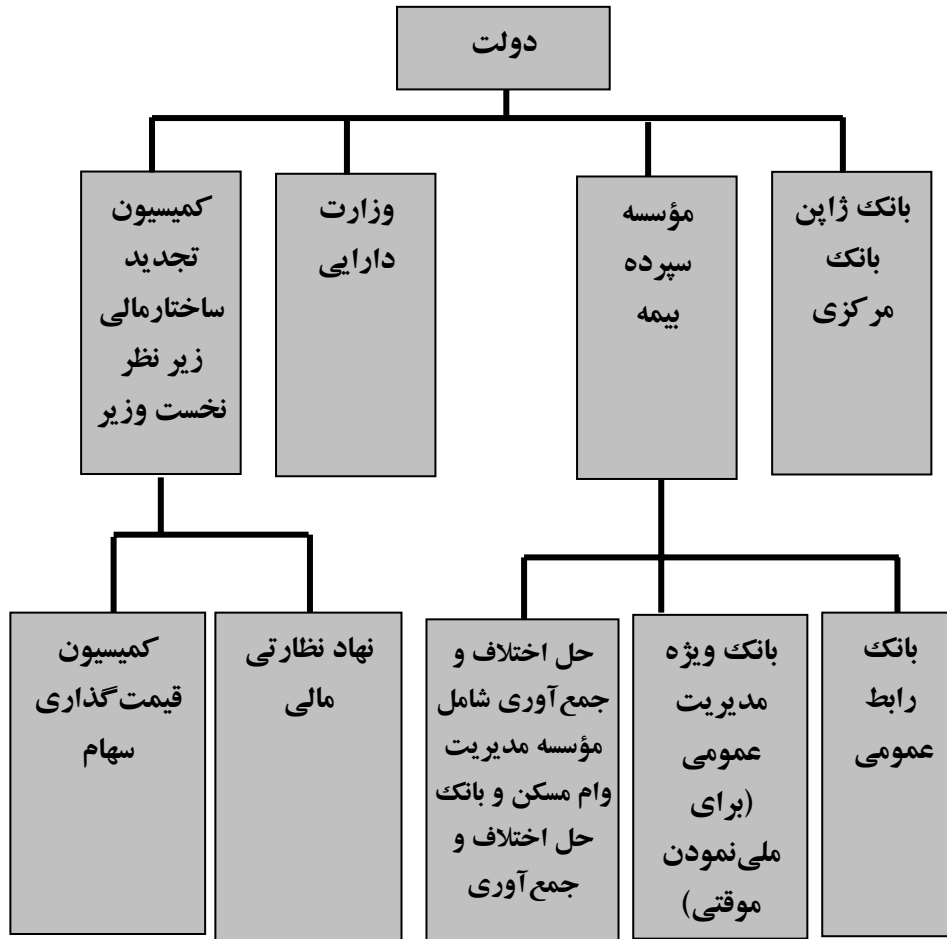 دولت
بانک ژاپن
بانک
مرکزی
مؤسسه
سپرده
بیمه
وزارت
دارایی
کمیسیون
تجدید
ساختارمالی
زیر نظر
نخست وزیر
بانک
رابط
عمومی
بانک ویژه
مدیریت
عمومی
(برای
ملی‌نمودن
موقتی)
حل اختلاف و
جمع‌آوری شامل
مؤسسه مدیریت
وام مسکن و بانک
حل اختلاف و
جمع‌آوری
نهاد نظارتی
مالی
کمیسیون
قیمت‌گذاری
سهام